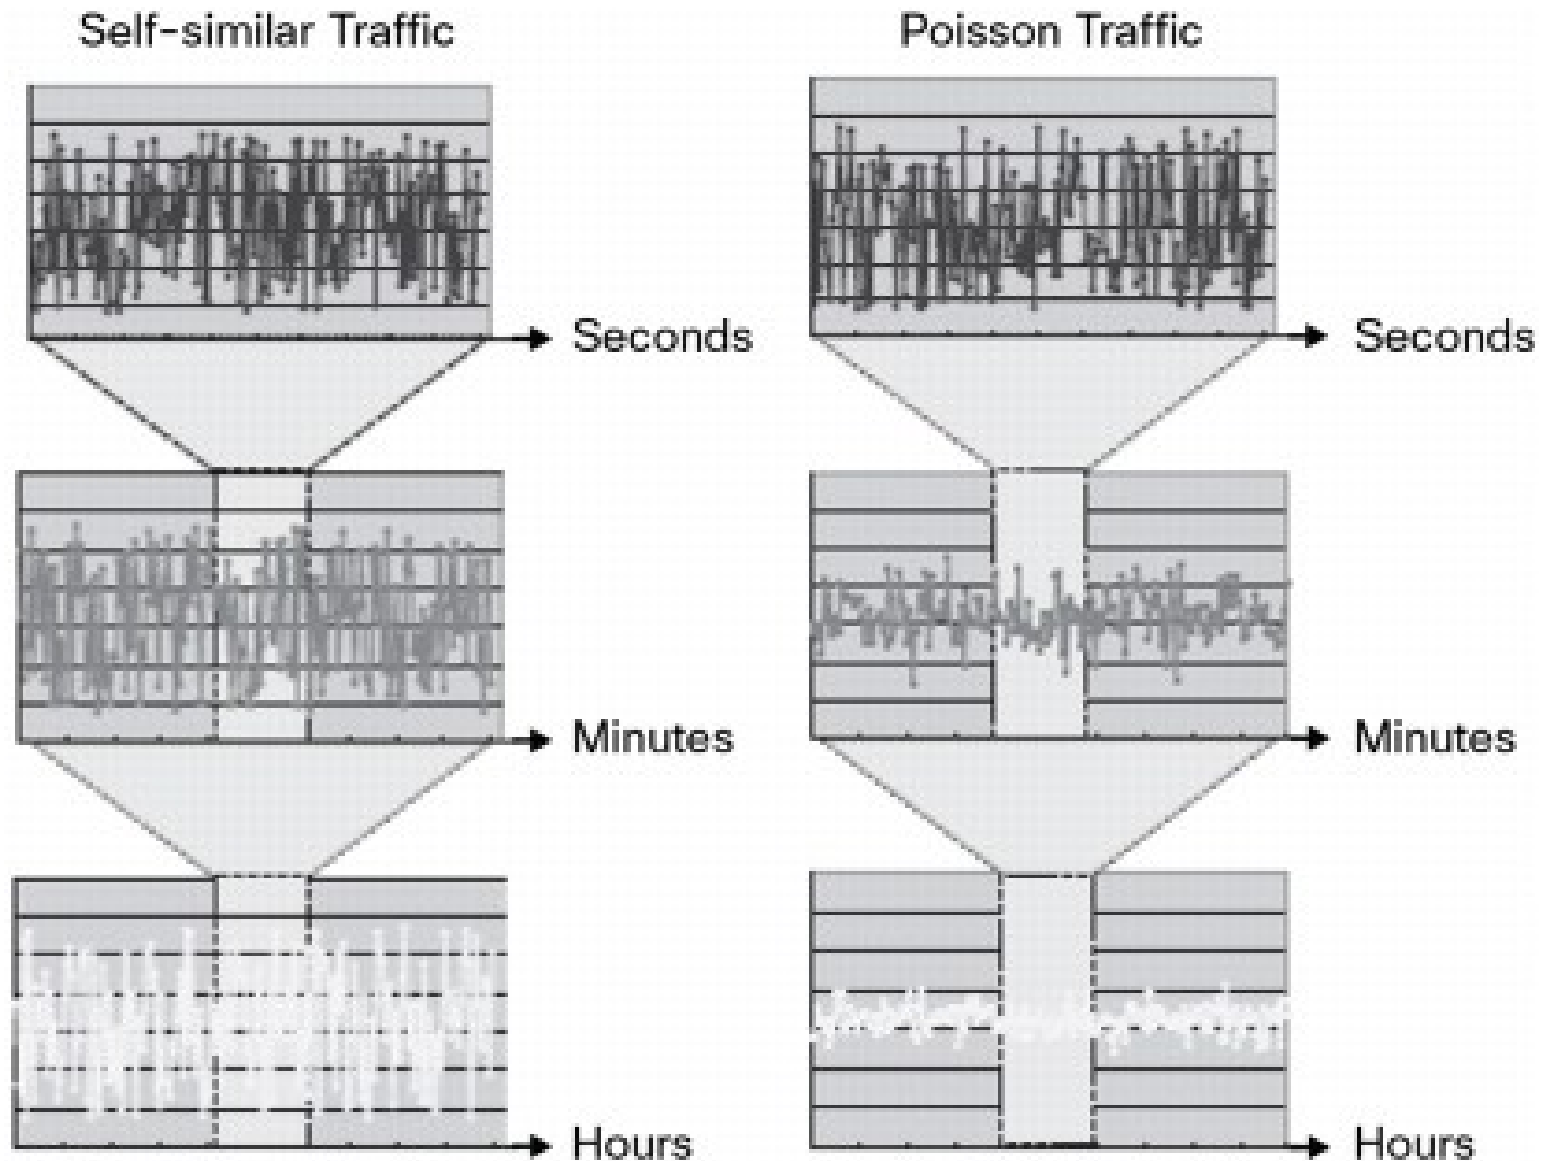 Self-similar Traffic
Poisson Traffic
Seconds
Seconds
Minutes
Minutes
Hours
Hours